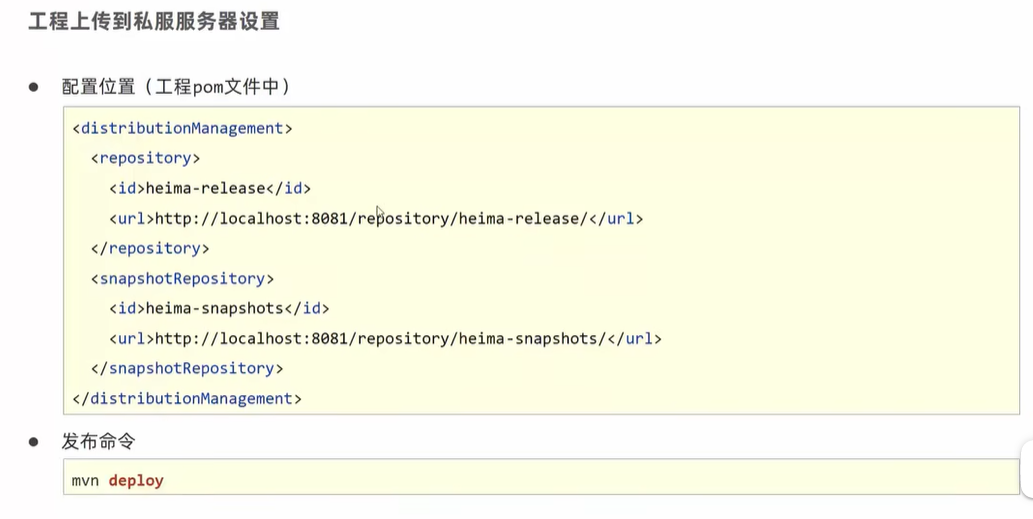 工程上传到私服服务器设置
● 配置位置（工程pom文件中）
<distributionManagement>
  <repository>
    <id>heima-release</id>
    <url>http://localhost:8081/repository/heima-release/</url>
  </repository>
  <snapshotRepository>
    <id>heima-snapshots</id>
    <url>http://localhost:8081/repository/heima-snapshots/</url>
  </snapshotRepository>
</distributionManagement>
● 发布命令
mvn deploy